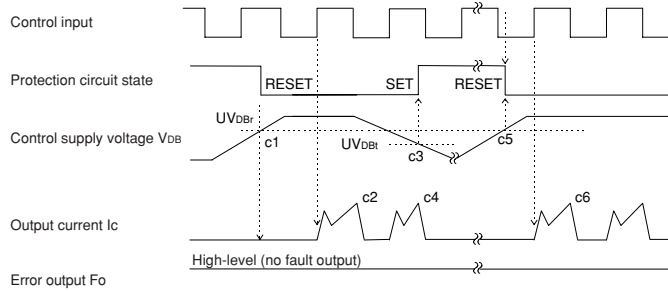 Control input
Protection circuit state
RESET
SET
RESET
UVDBr
Control supply voltage VDB
c1
UVDBt
c3
c5
c2
c4
c6
Output current Ic
High-level (no fault output)
Error output Fo